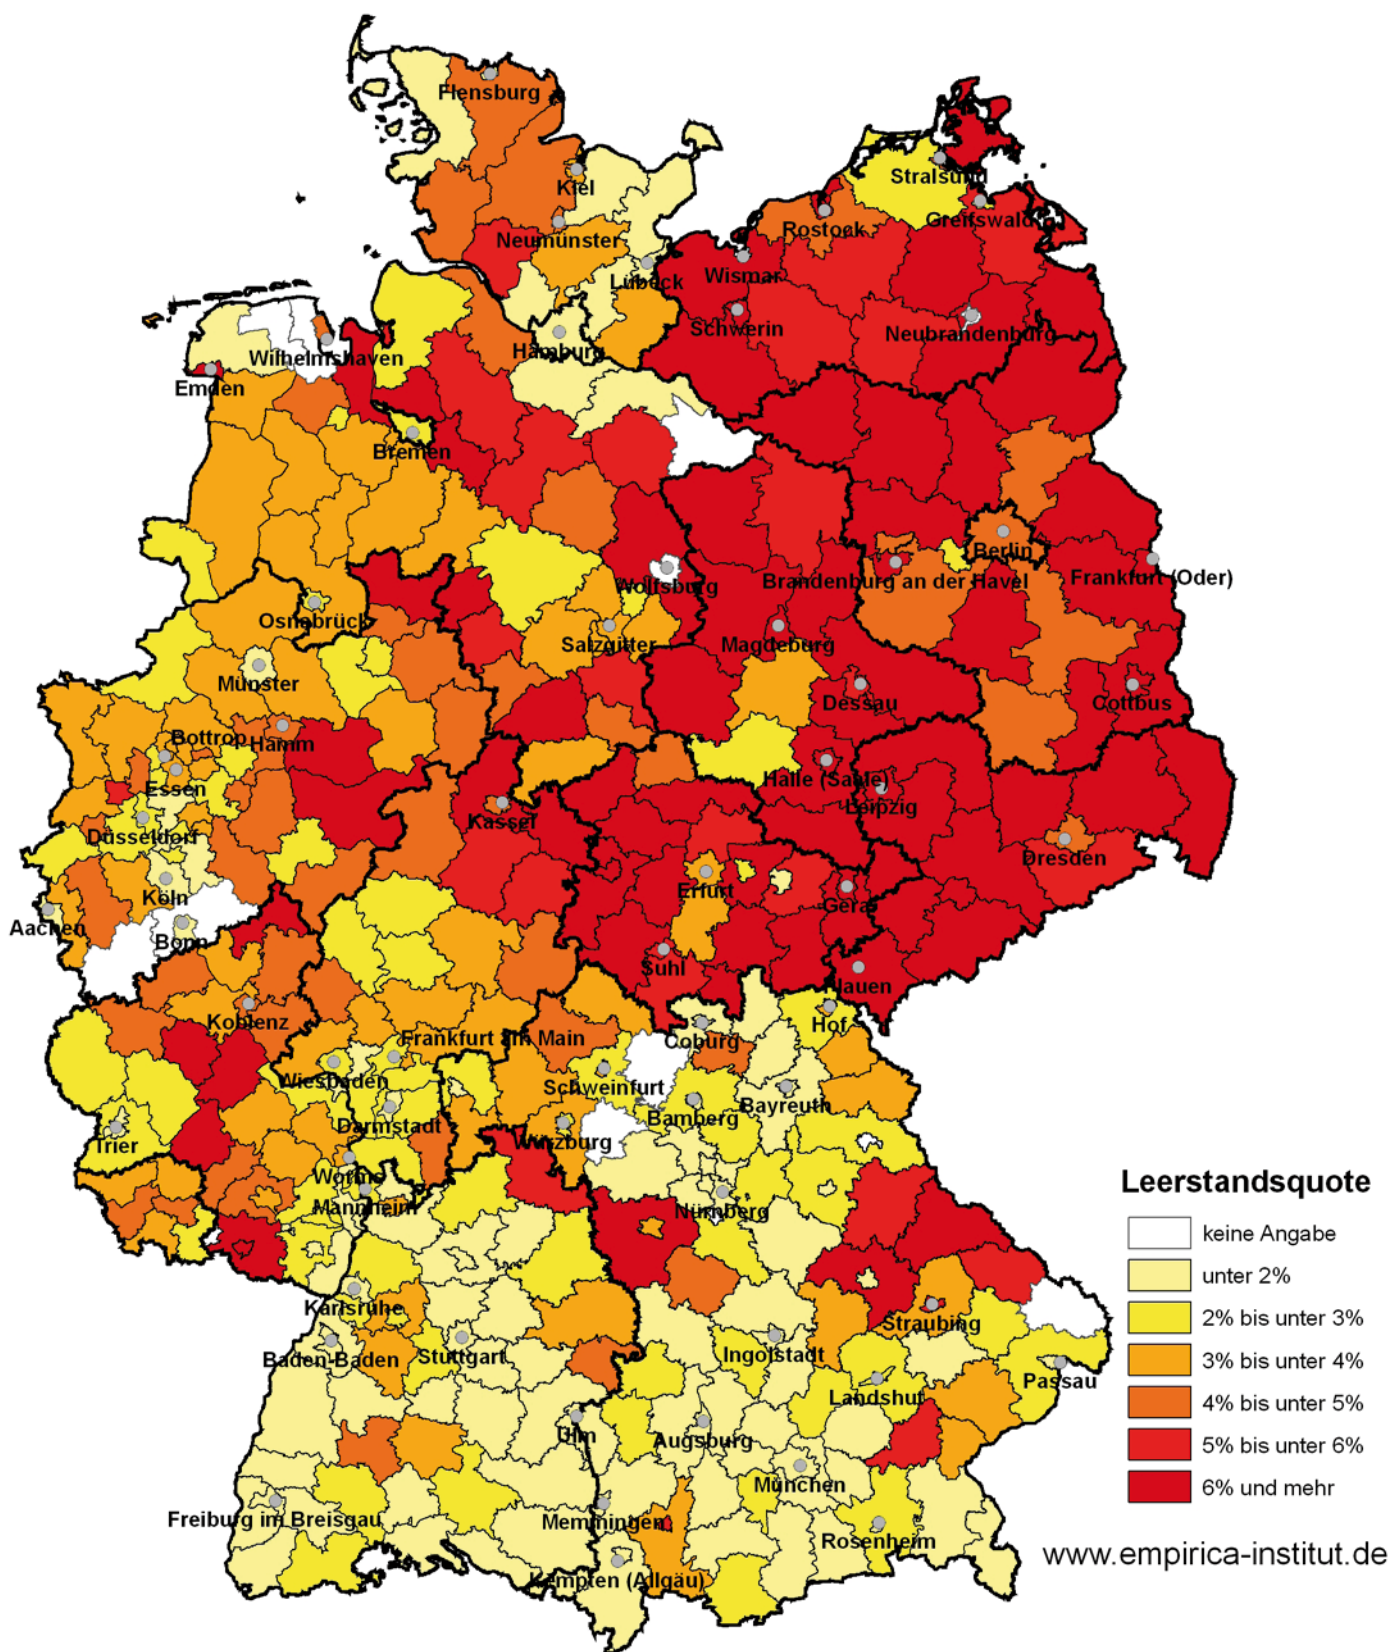 Flensburg
Kiel
Stralsund
Greifswald
Rostock
Neumünster
Lübeck
Wismar
Schwerin
Neubrandenburg
Hamburg
Wilhelmshaven
Emden
Bremen
Wolfsburg
Brandenburg an der Havel
Berlin
Frankfurt (Oder)
Osnabrück
Salzgitter
Magdeburg
Münster
Dessau
Cottbus
Bottrop
Hamm
Essen
Halle (Saale)
Leipzig
Düsseldorf
Kassel
Dresden
Köln
Erfurt
Gera
Aachen
Bonn
Suhl
Plauen
Koblenz
Hof
Frankfurt am Main
Coburg
Wiesbaden
Schweinfurt
Bayreuth
Bamberg
Darmstadt
Trier
Würzburg
Worms
Mannheim
Nürnberg
Karlsruhe
Straubing
Baden-Baden
Stuttgart
Ingolstadt
Passau
Landshut
Ulm
Augsburg
München
Freiburg im Breisgau
Memmingen
Rosenheim
Kempten (Allgäu)
Leerstandsquote
keine Angabe
unter 2%
2% bis unter 3%
3% bis unter 4%
4% bis unter 5%
5% bis unter 6%
6% und mehr
www.empirica-institut.de